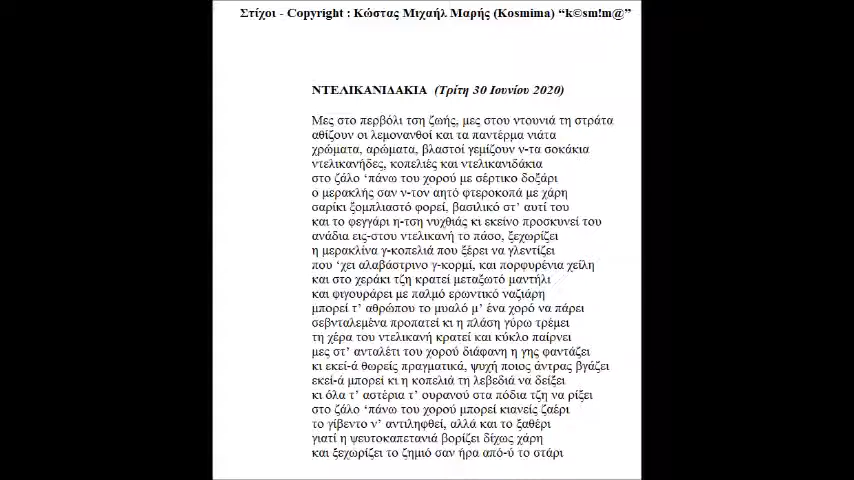 Στίχοι - Copyright : Κώστας Μιχαήλ Μαρής (Kosmima) “k©sm!m@”
ΝΤΕΛΙΚΑΝΙΔΑΚΙΑ (Τρίτη 30 Ιουνίου 2020)
Μες στο περβόλι τση ζωής, μες στου ντουνιά τη στράτα
αθίζουν οι λεμονανθοί και τα παντέρμα νιάτα
χρώματα, αρώματα, βλαστοί γεμίζουν ν-τα σοκάκια
ντελικανήδες, κοπελιές και ντελικανιδάκια
στο ζάλο ‘πάνω του χορού με σέρτικο δοξάρι
ο μερακλής σαν ν-τον αητό φτεροκοπά με χάρη
σαρίκι ξομπλιαστό φορεί, βασιλικό στ’ αυτί του
και το φεγγάρι η-τση νυχθιάς κι εκείνο προσκυνεί του
ανάδια εις-στου ντελικανή το πάσο, ξεχωρίζει
η μερακλίνα γ-κοπελιά που ξέρει να γλεντίζει
που ‘χει αλαβάστρινο γ-κορμί, και πορφυρένια χείλη
και στο χεράκι τζη κρατεί μεταξωτό μαντήλι
και φιγουράρει με παλμό ερωντικό ναζιάρη
μπορεί τ’ αθρώπου το μυαλό μ’ ένα χορό να πάρει
σεβνταλεμένα προπατεί κι η πλάση γύρω τρέμει
τη χέρα του ντελικανή κρατεί και κύκλο παίρνει
μες στ’ ανταλέτι του χορού διάφανη η γης φαντάζει
κι εκεί-ά θωρείς πραγματικά, ψυχή ποιος άντρας βγάζει
εκεί-ά μπορεί κι η κοπελιά τη λεβεδιά να δείξει
κι όλα τ’ αστέρια τ’ ουρανού στα πόδια τζη να ρίξει
στο ζάλο ‘πάνω του χορού μπορεί κιανείς ζαέρι
το γίβεντο ν’ αντιληφθεί, αλλά και το ξαθέρι
γιατί η ψευτοκαπετανιά βορίζει δίχως χάρη
και ξεχωρίζει το ζημιό σαν ήρα από-ύ το στάρι